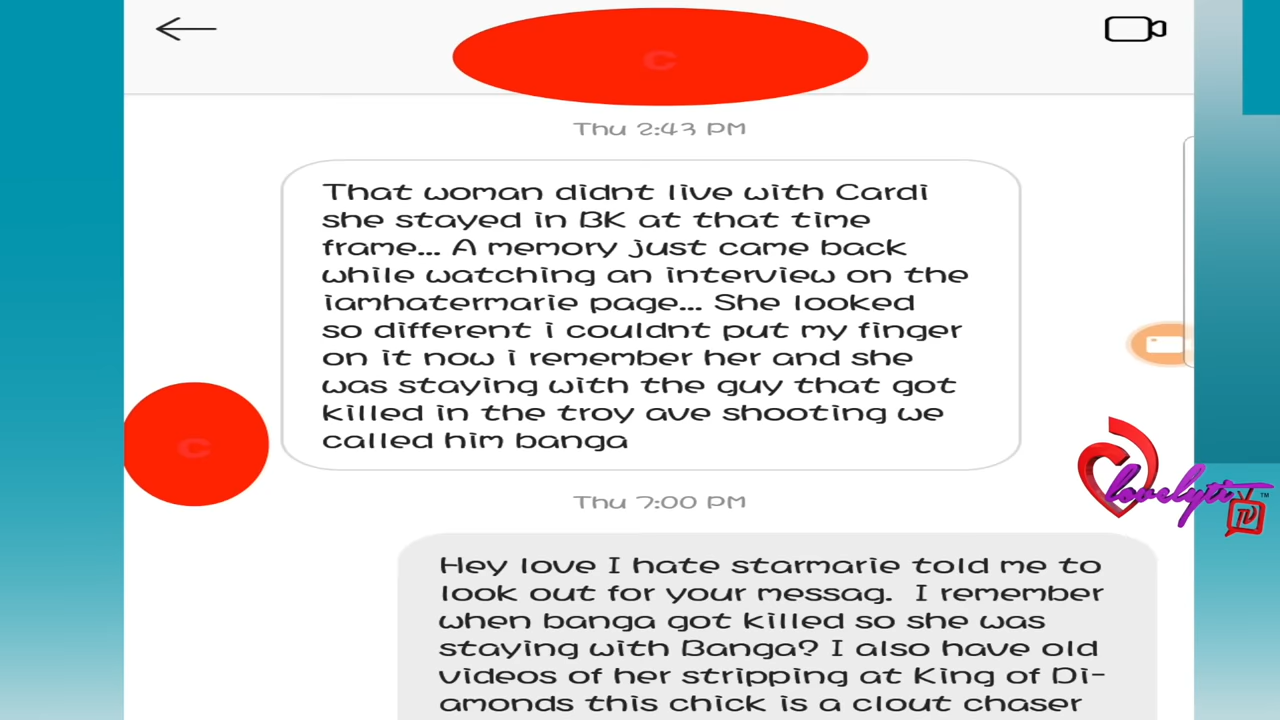 C
Thu 2:43 PM
That woman didnt live with Cardi
she stayed in BK at that time
frame... A memory just came back
while watching an interview on the
iamhatermarie page... She looked
so different i couldnt put my finger
on it now i remember her and she
was staying with the guy that got
killed in the troy ave shooting we
called him banga
C
Thu 7:00 PM
Hey love I hate starmarie told me to
look out for your messag. I remember
when banga got killed so she was
staying with Banga? I also have old
videos of her stripping at King of Di-
amonds this chick is a clout chaser
lovelyti TV™